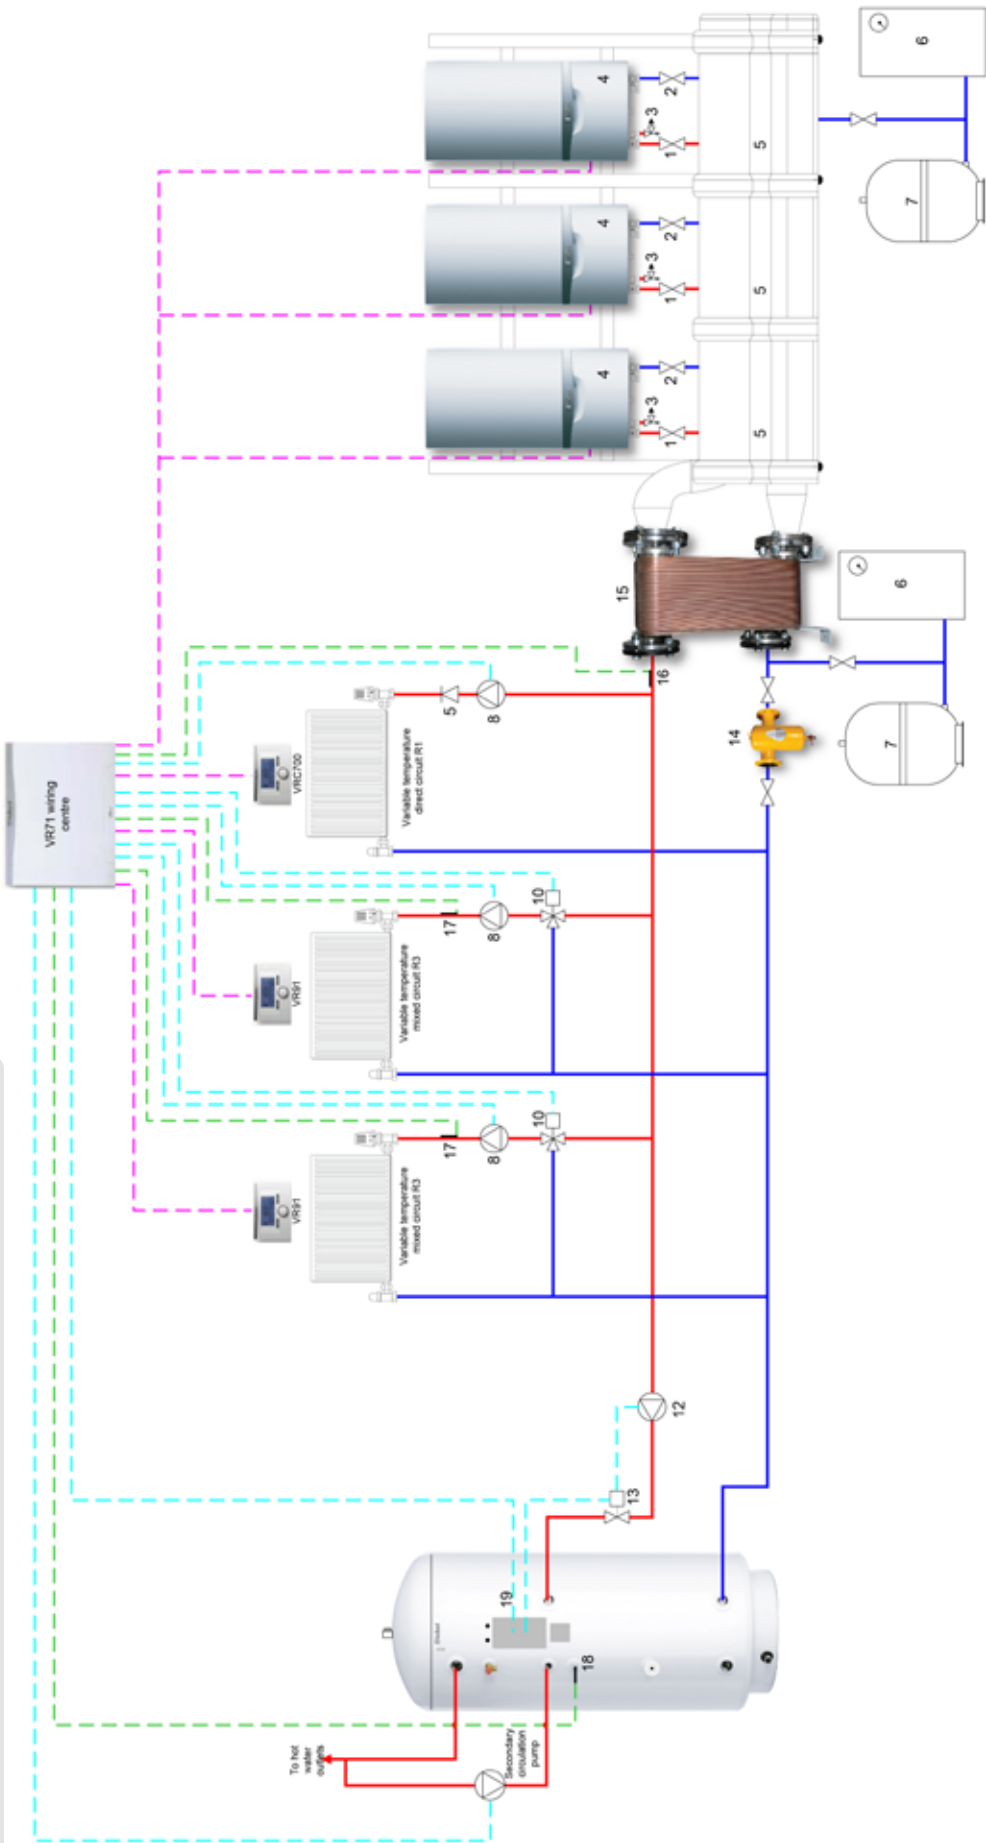 To hot
water
outlets
Secondary
circulation
pump
18
19
13
12
VR91
Variable temperature
mixed circuit R3
17
8
10
VR91
Variable temperature
mixed circuit R3
17
8
10
VR71 wiring
centre
VRC700
Variable temperature
direct circuit R1
5
8
16
15
14
7
6
4
1
3
2
5
4
1
3
2
5
4
1
3
2
5
7
6